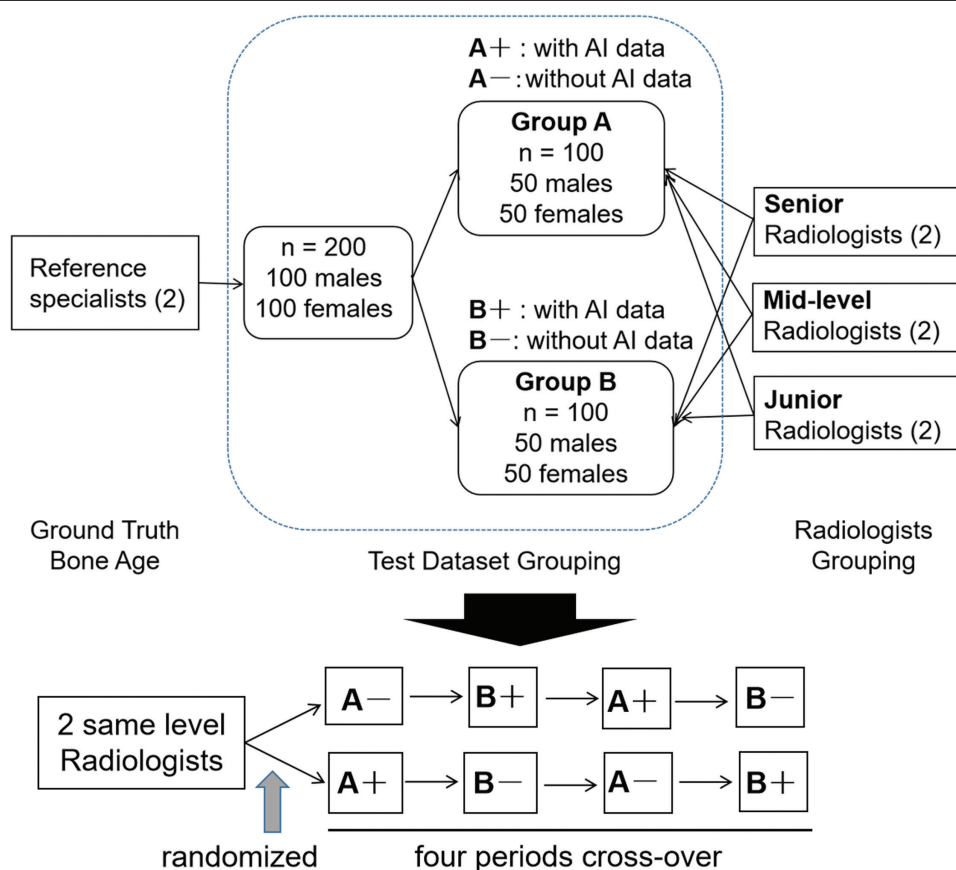 A+ : with AI data
A− : without AI data
Group A
n = 100
50 males
50 females
Reference
specialists (2)
n = 200
100 males
100 females
B+ : with AI data
B− : without AI data
Group B
n = 100
50 males
50 females
Senior
Radiologists (2)
Mid-level
Radiologists (2)
Junior
Radiologists (2)
Ground Truth
Bone Age
Test Dataset Grouping
Radiologists
Grouping
2 same level
Radiologists
A− B+ A+ B−
A+ B− A− B+
randomized
four periods cross-over